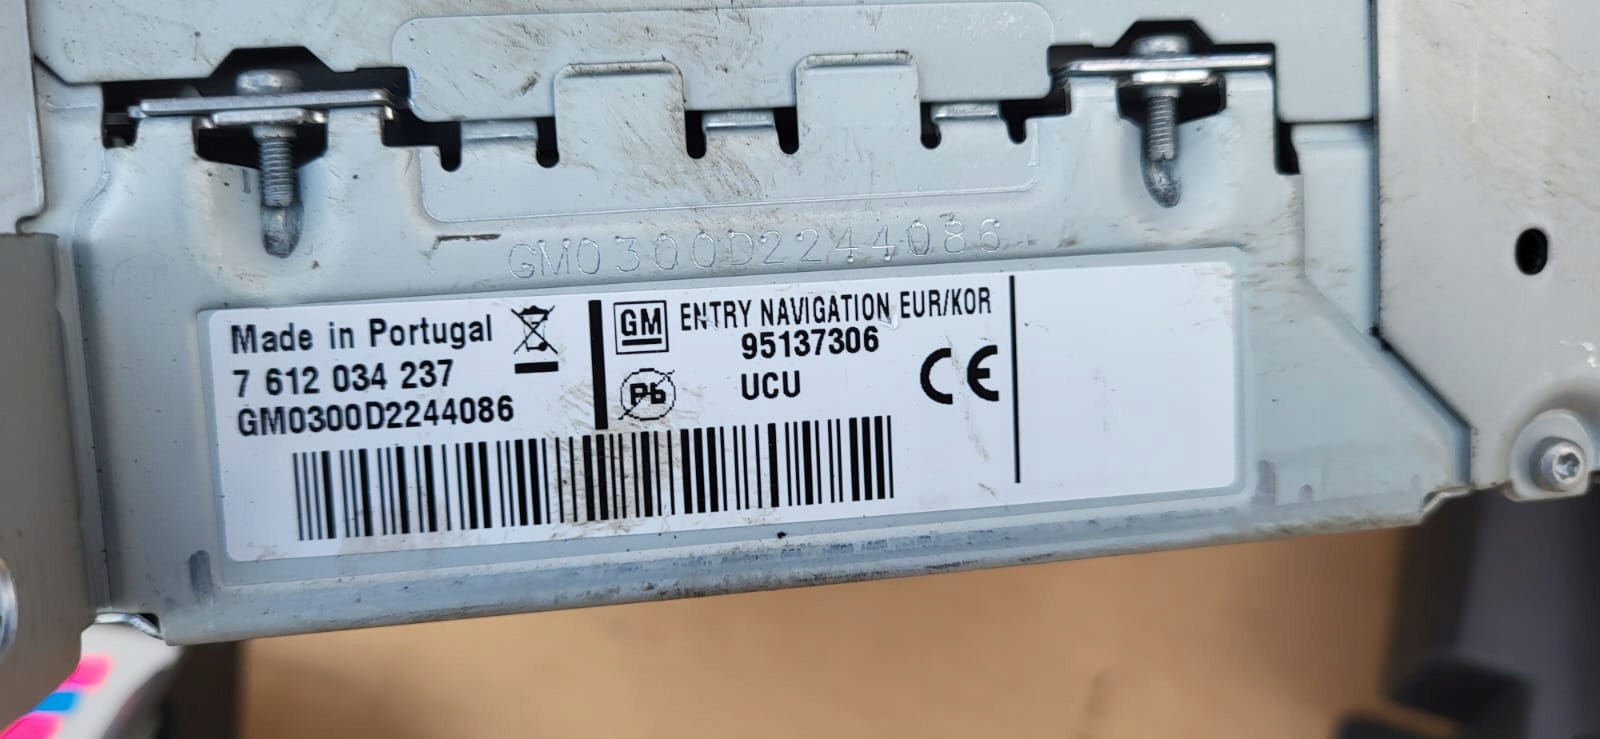 GM0300D2244086
Made in Portugal
7 612 034 237
GM0300D2244086
GM ENTRY NAVIGATION EUR/KOR
95137306
Pb UCU CE